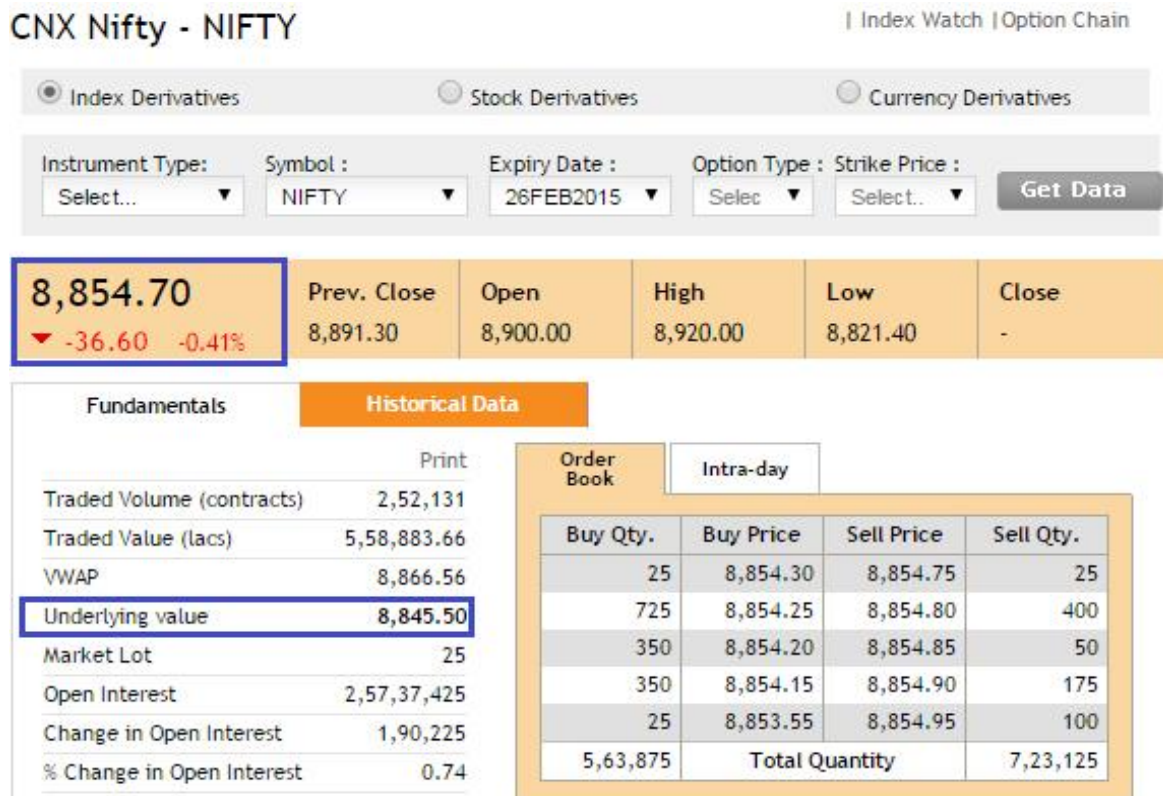 CNX Nifty - NIFTY
| Index Watch | Option Chain
Index Derivatives Stock Derivatives Currency Derivatives
Instrument Type: Symbol : Expiry Date : Option Type : Strike Price :
Select... NIFTY 26FEB2015 Selec Select.. Get Data
8,854.70 Prev. Close Open High Low Close
-36.60 -0.41% 8,891.30 8,900.00 8,920.00 8,821.40 -
Fundamentals Historical Data
Print
Traded Volume (contracts) 2,52,131
Traded Value (lacs) 5,58,883.66
VWAP 8,866.56
Underlying value 8,845.50
Market Lot 25
Open Interest 2,57,37,425
Change in Open Interest 1,90,225
% Change in Open Interest 0.74
Order
Book
Intra-day
Buy Qty. Buy Price Sell Price Sell Qty.
25 8,854.30 8,854.75 25
725 8,854.25 8,854.80 400
350 8,854.20 8,854.85 50
350 8,854.15 8,854.90 175
25 8,853.55 8,854.95 100
5,63,875 Total Quantity 7,23,125